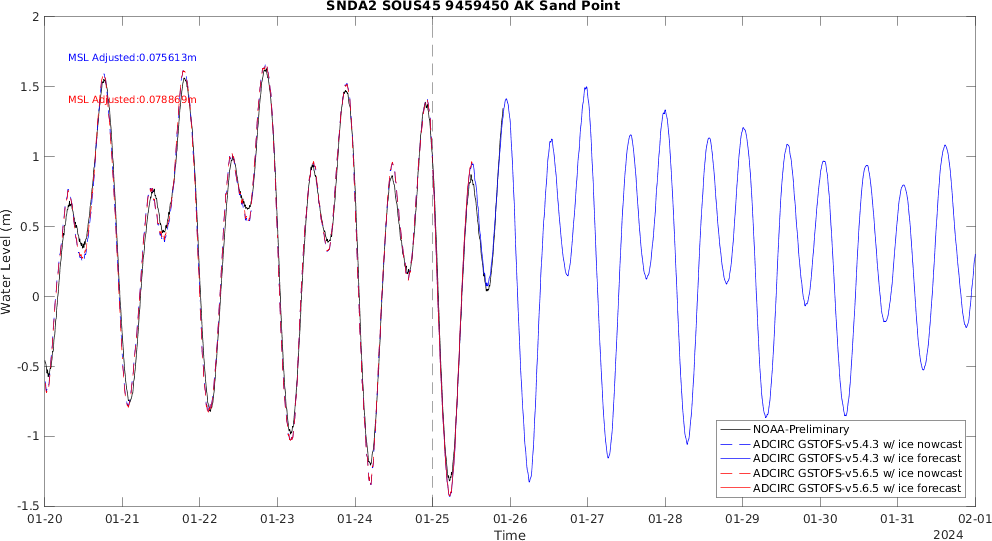 SNDA2 SOUS45 9459450 AK Sand Point
MSL Adjusted:0.075613m
MSL Adjusted:0.078869m
Water Level (m)
2
1.5
1
0.5
0
-0.5
-1
-1.5
NOAA-Preliminary
ADCIRC GSTOFS-v5.4.3 w/ ice nowcast
ADCIRC GSTOFS-v5.4.3 w/ ice forecast
ADCIRC GSTOFS-v5.6.5 w/ ice nowcast
ADCIRC GSTOFS-v5.6.5 w/ ice forecast
01-20 01-21 01-22 01-23 01-24 01-25 01-26 01-27 01-28 01-29 01-30 01-31 02-01
Time
2024